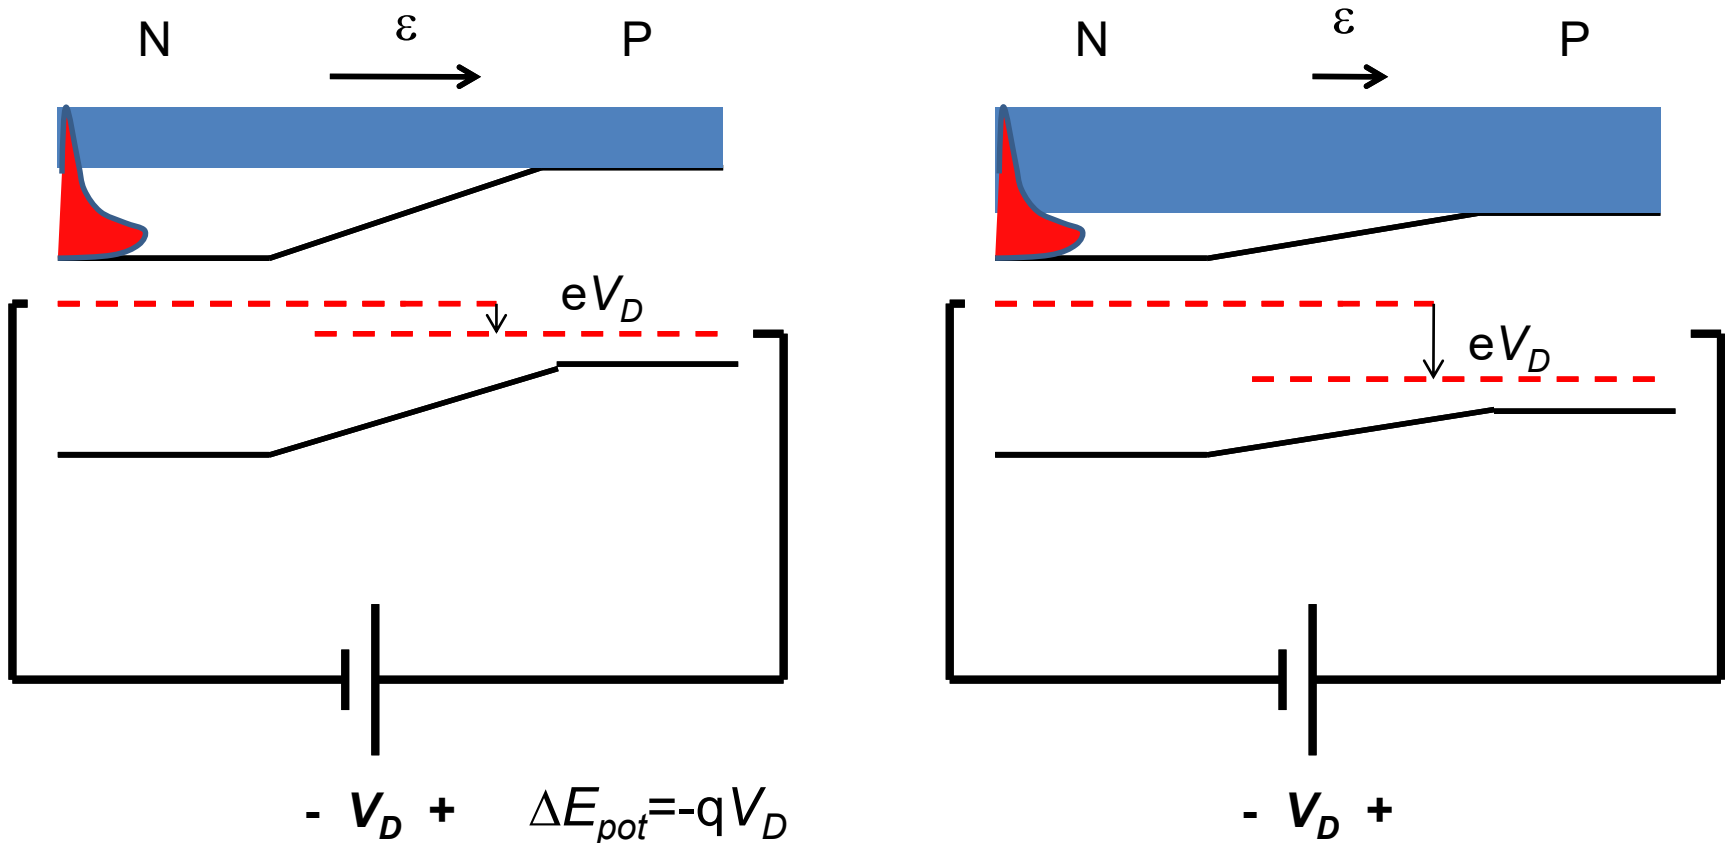 N ε P
N ε P
eV_D
eV_D
- V_D + ΔE_pot=-qV_D
- V_D +